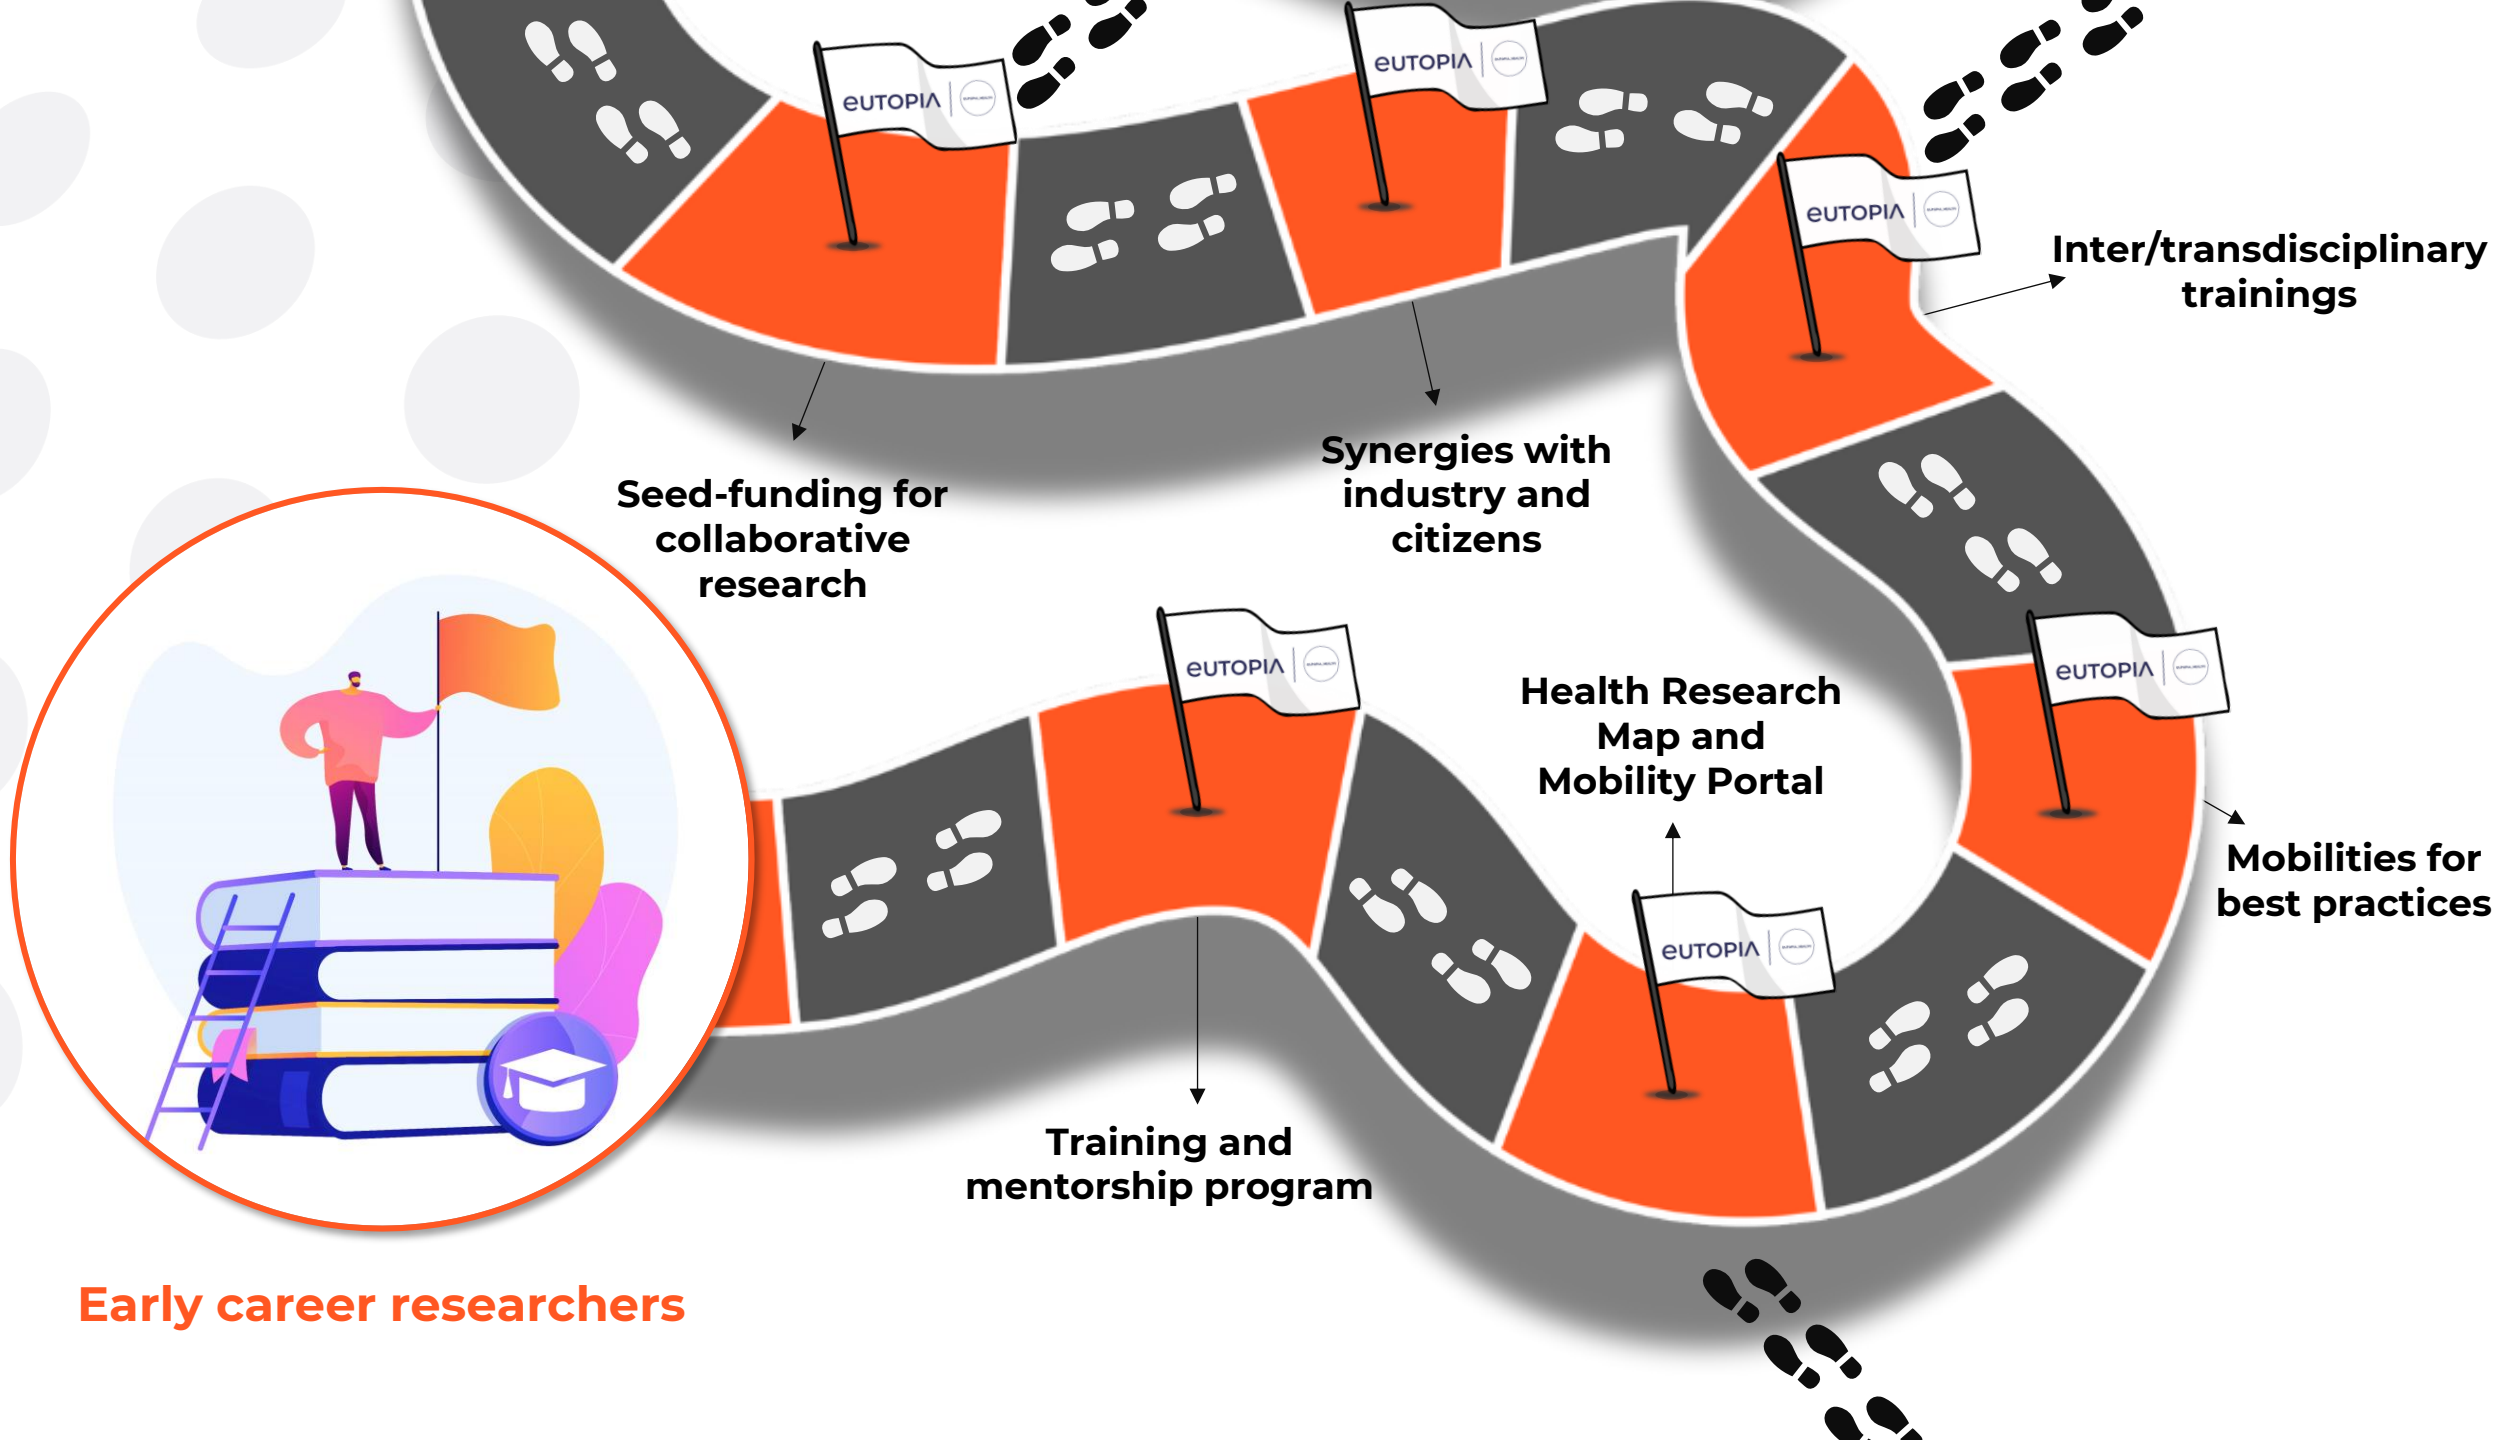 eUTOPIA
eUTOPIA
eUTOPIA
Inter/transdisciplinary
trainings
Synergies with
industry and
citizens
Seed-funding for
collaborative
research
eUTOPIA
eUTOPIA
Health Research
Map and
Mobility Portal
Mobilities for
best practices
eUTOPIA
Training and
mentorship program
Early career researchers